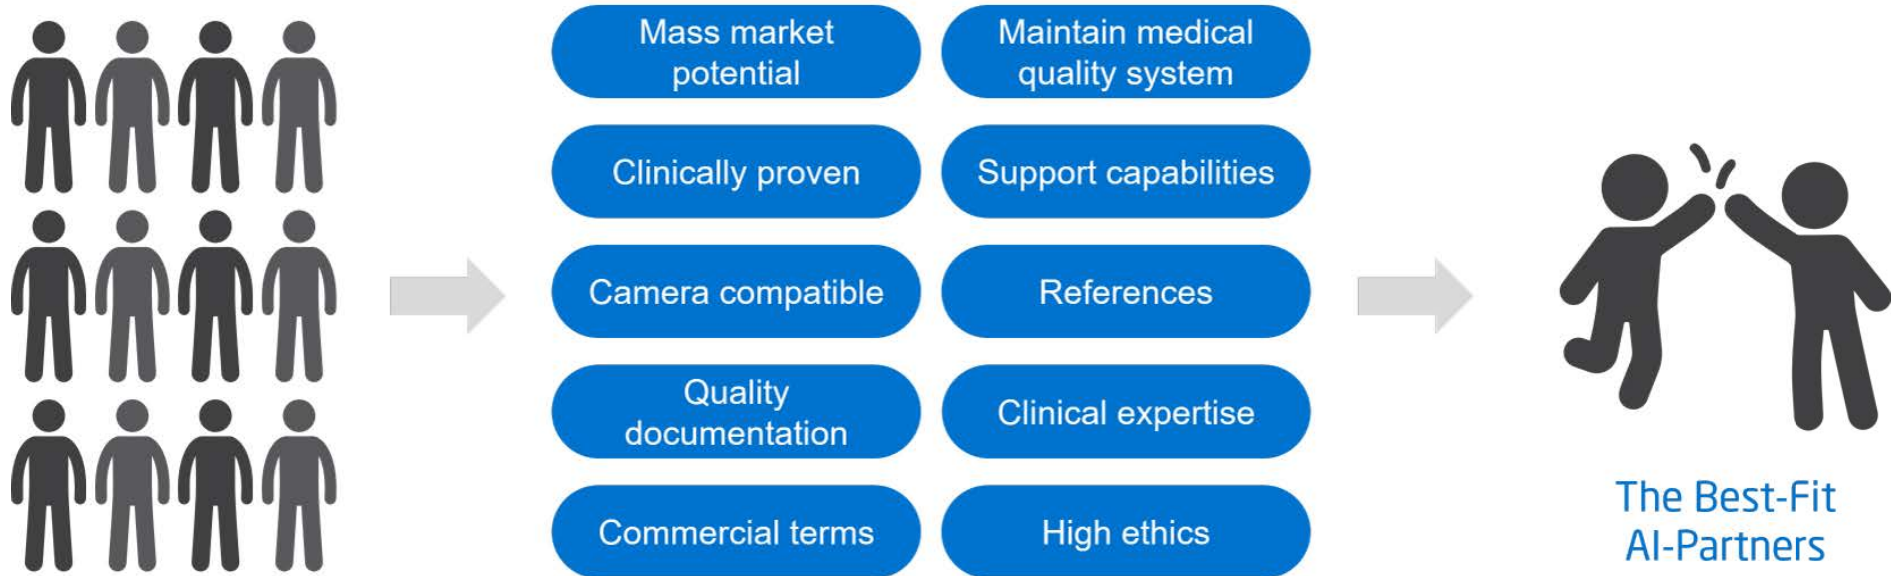 Mass market
potential
Maintain medical
quality system
Clinically proven
Support capabilities
Camera compatible
References
Quality
documentation
Clinical expertise
Commercial terms
High ethics
The Best-Fit
AI-Partners